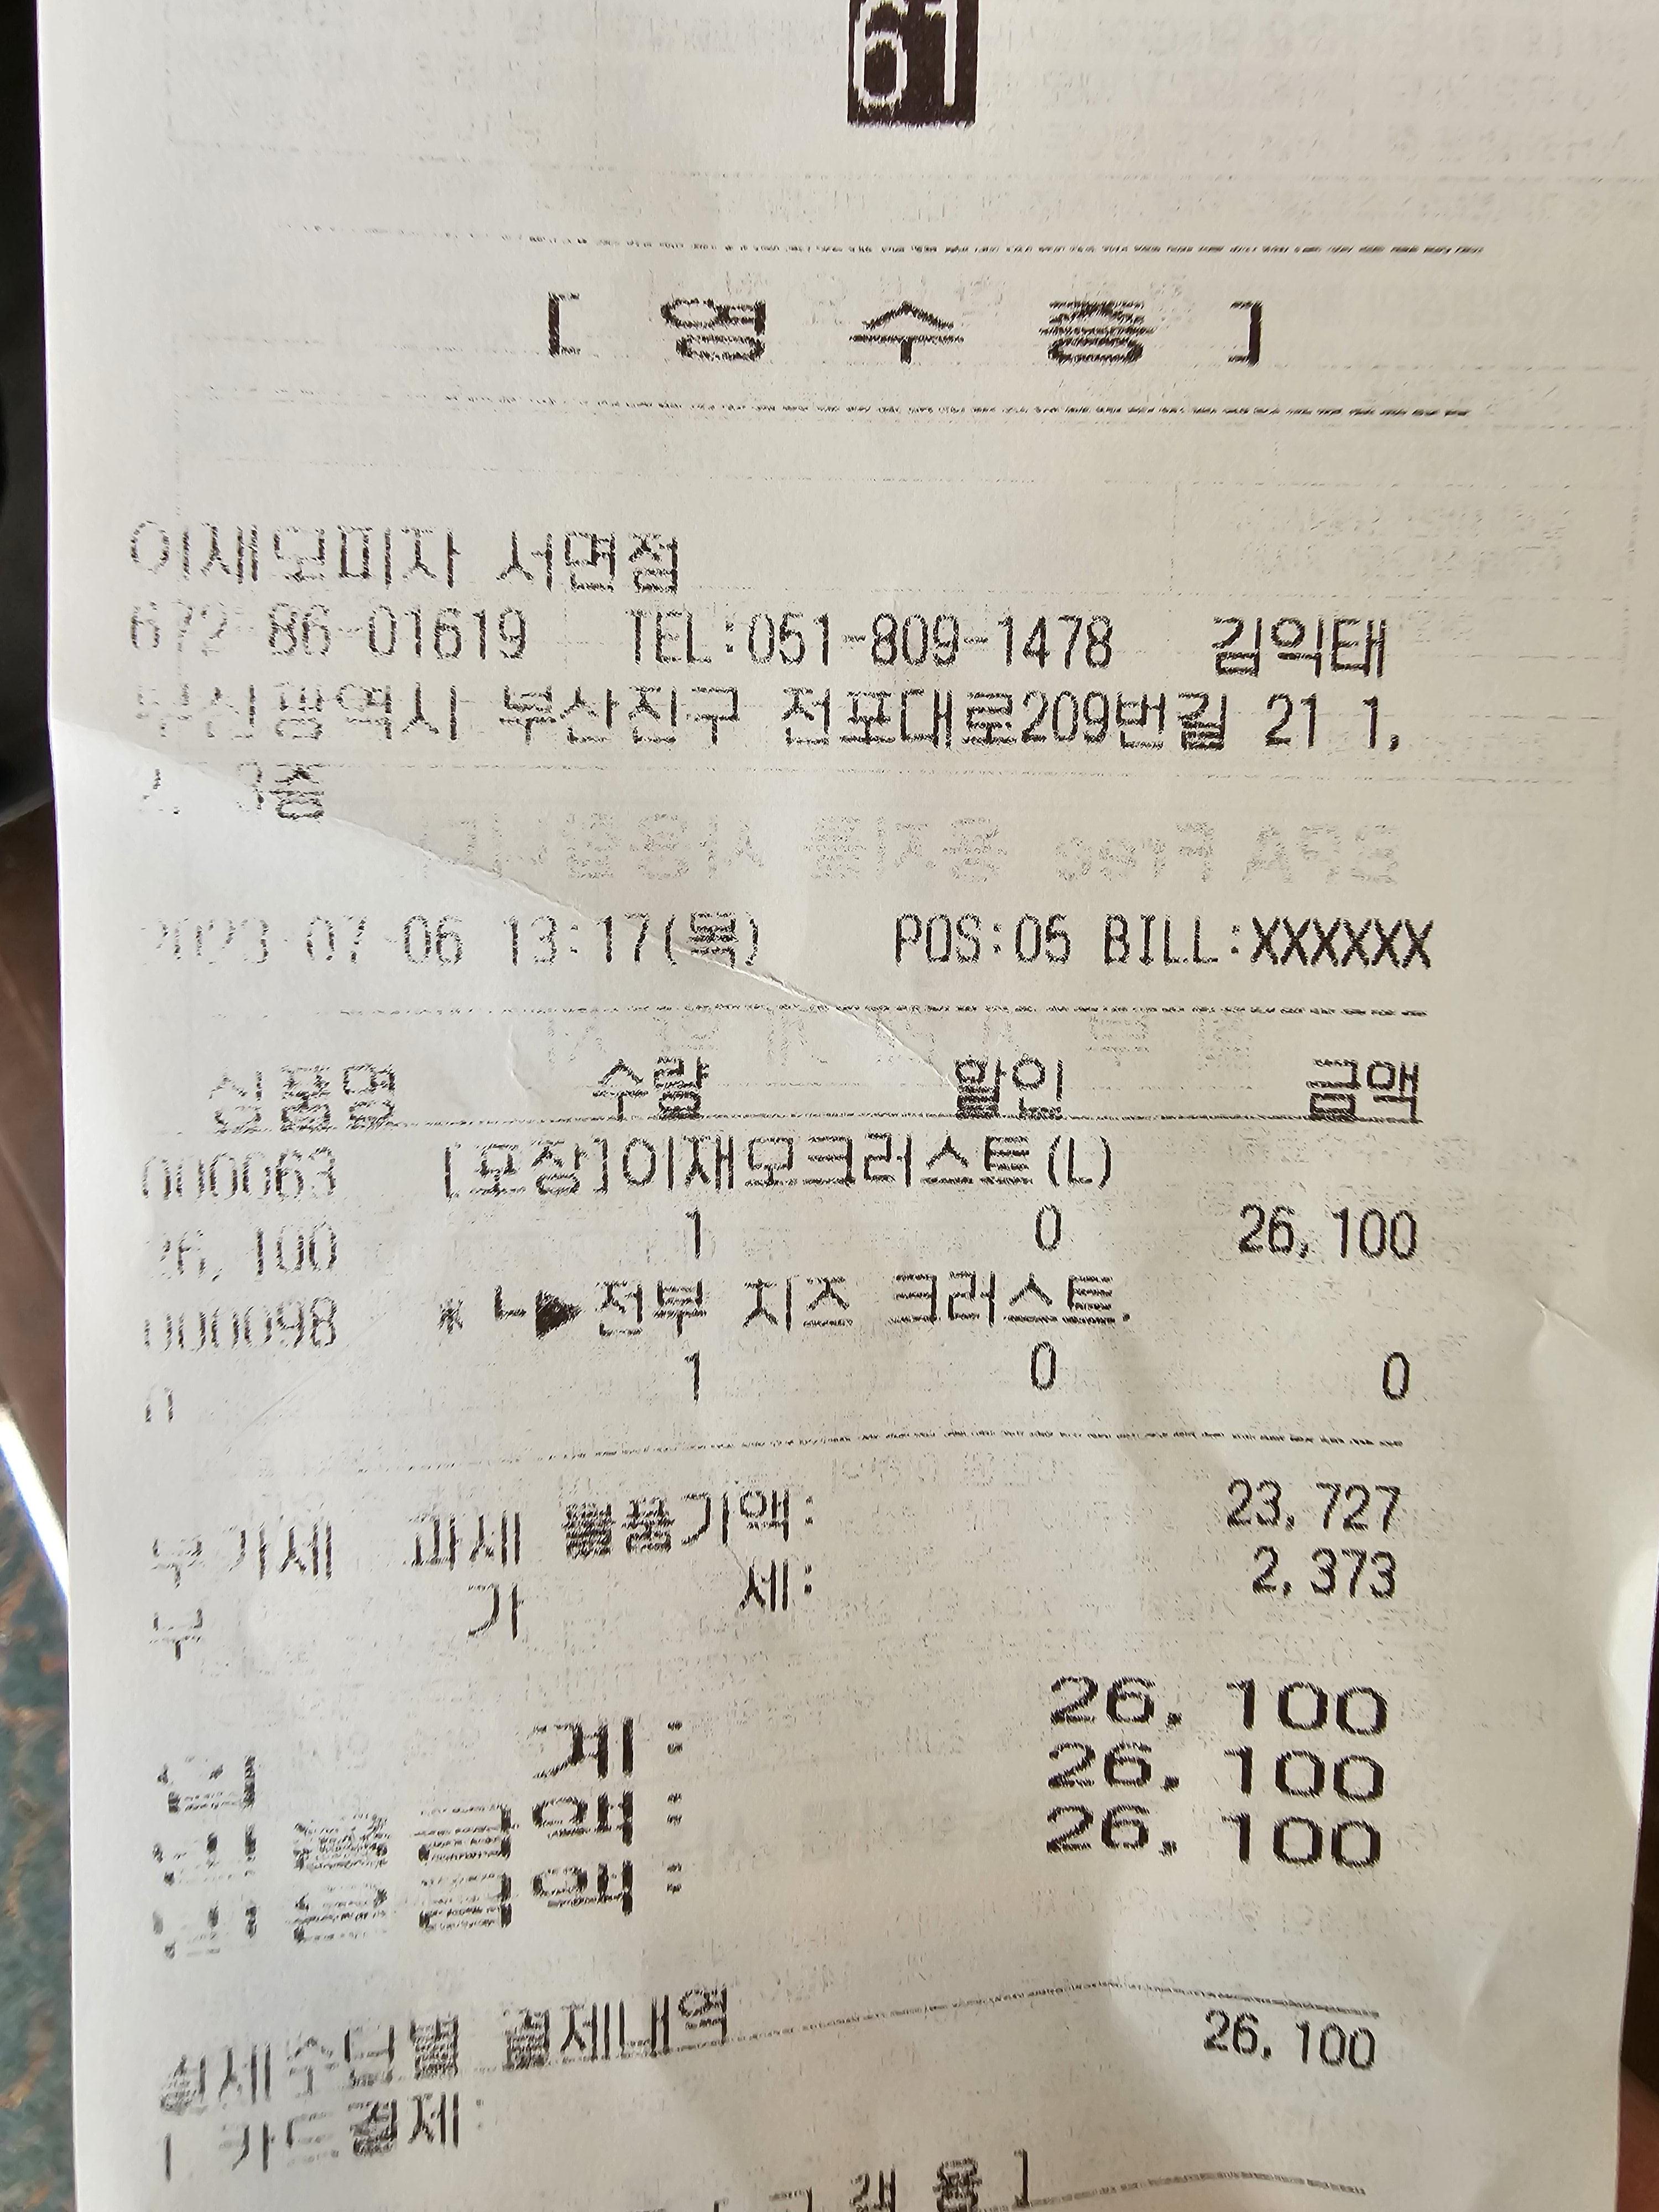 61
[ 영 수 증 ]
이재모피자 서면점
672-86-01619 TEL:051-809-1478 김익태
부산광역시 부산진구 전포대로209번길 21 1,
2, 3층
2023-07-06 13:17(목) POS:05 BILL:XXXXXX
상품명 수량 할인 금액
000063 [포장]이재모크러스트(L)
26,100 1 0 26,100
000098 *┗▶전부 치즈 크러스트.
0 1 0 0
부가세 과세 물품가액: 23,727
부 가 세: 2,373
합 계: 26,100
받을금액: 26,100
받은금액: 26,100
결제수단별 결제내역
1.카드결제: 26,100